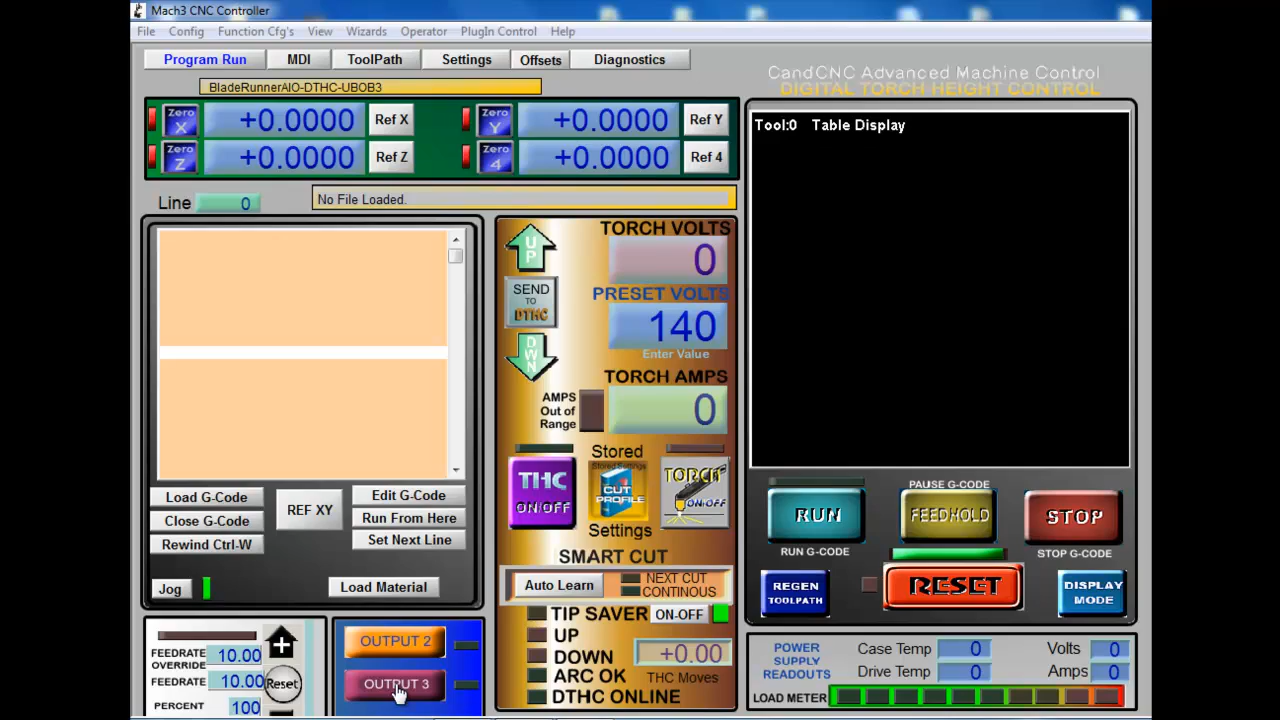 Mach3 CNC Controller
File Config Function Cfg's View Wizards Operator PlugIn Control Help
Program Run MDI ToolPath Settings Offsets Diagnostics
CandCNC Advanced Machine Control
DIGITAL TORCH HEIGHT CONTROL
BladeRunnerAIO-DTHC-UBOB3
Zero X +0.0000 Ref X Zero Y +0.0000 Ref Y
Zero Z +0.0000 Ref Z Zero 4 +0.0000 Ref 4
Line 0 No File Loaded.
Tool:0 Table Display
UP
SEND TO DTHC
DWN
TORCH VOLTS
0
PRESET VOLTS
140
Enter Value
TORCH AMPS
0
AMPS
Out of
Range
THC ON/OFF
Stored
Stored Settings
CUT PROFILE
Settings
TORCH ON/OFF
Load G-Code
Close G-Code
Rewind Ctrl-W
REF XY
Edit G-Code
Run From Here
Set Next Line
Jog
Load Material
SMART CUT
Auto Learn
NEXT CUT
CONTINOUS
TIP SAVER ON-OFF
UP
DOWN +0.00
ARC OK THC Moves
DTHC ONLINE
RUN
RUN G-CODE
PAUSE G-CODE
FEEDHOLD
STOP
STOP G-CODE
REGEN
TOOLPATH
RESET
DISPLAY
MODE
FEEDRATE
OVERRIDE 10.00
FEEDRATE 10.00
PERCENT 100
+
Reset
OUTPUT 2
OUTPUT 3
POWER
SUPPLY
READOUTS
Case Temp 0 Volts 0
Drive Temp 0 Amps 0
LOAD METER